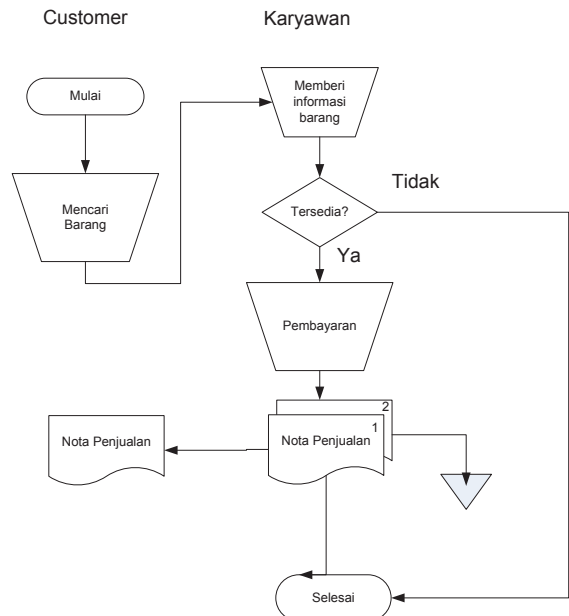 Customer
Karyawan
Mulai
Memberi
informasi
barang
Mencari
Barang
Tersedia?
Tidak
Ya
Pembayaran
2
1
Nota Penjualan
Nota Penjualan
Selesai